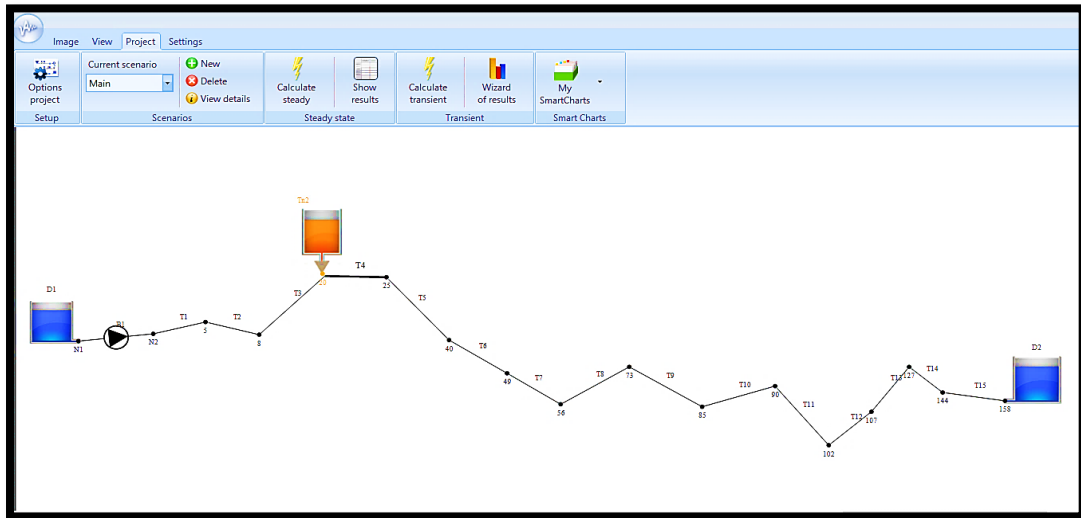 Image View Project Settings
Options
project
Setup
Current scenario
Main
New
Delete
View details
Scenarios
Calculate
steady
Show
results
Steady state
Calculate
transient
Wizard
of results
Transient
My
SmartCharts
Smart Charts
Tn2
D1
B1
N1
N2
T1
5
T2
8
T3
20
T4
25
T5
40
T6
49
T7
56
T8
73
T9
85
T10
90
T11
102
T12
107
T13
127
T14
144
T15
158
D2